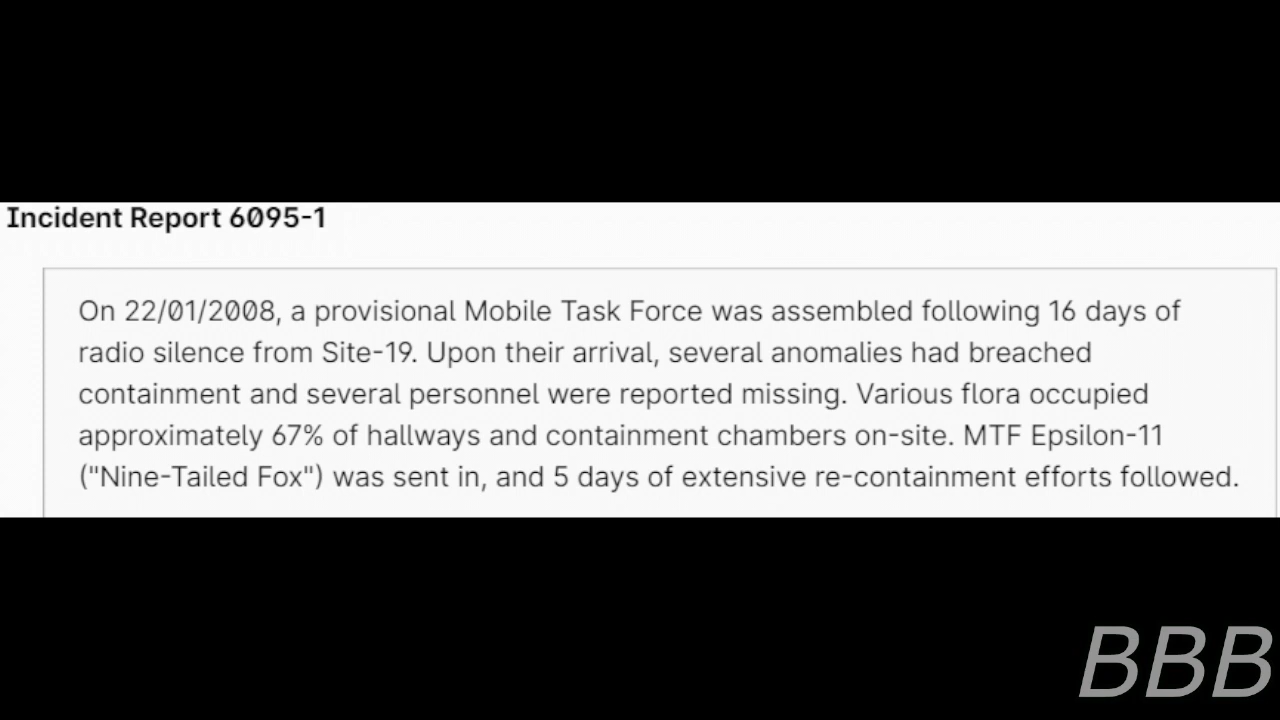 Incident Report 6095-1
On 22/01/2008, a provisional Mobile Task Force was assembled following 16 days of
radio silence from Site-19. Upon their arrival, several anomalies had breached
containment and several personnel were reported missing. Various flora occupied
approximately 67% of hallways and containment chambers on-site. MTF Epsilon-11
("Nine-Tailed Fox") was sent in, and 5 days of extensive re-containment efforts followed.
BBB